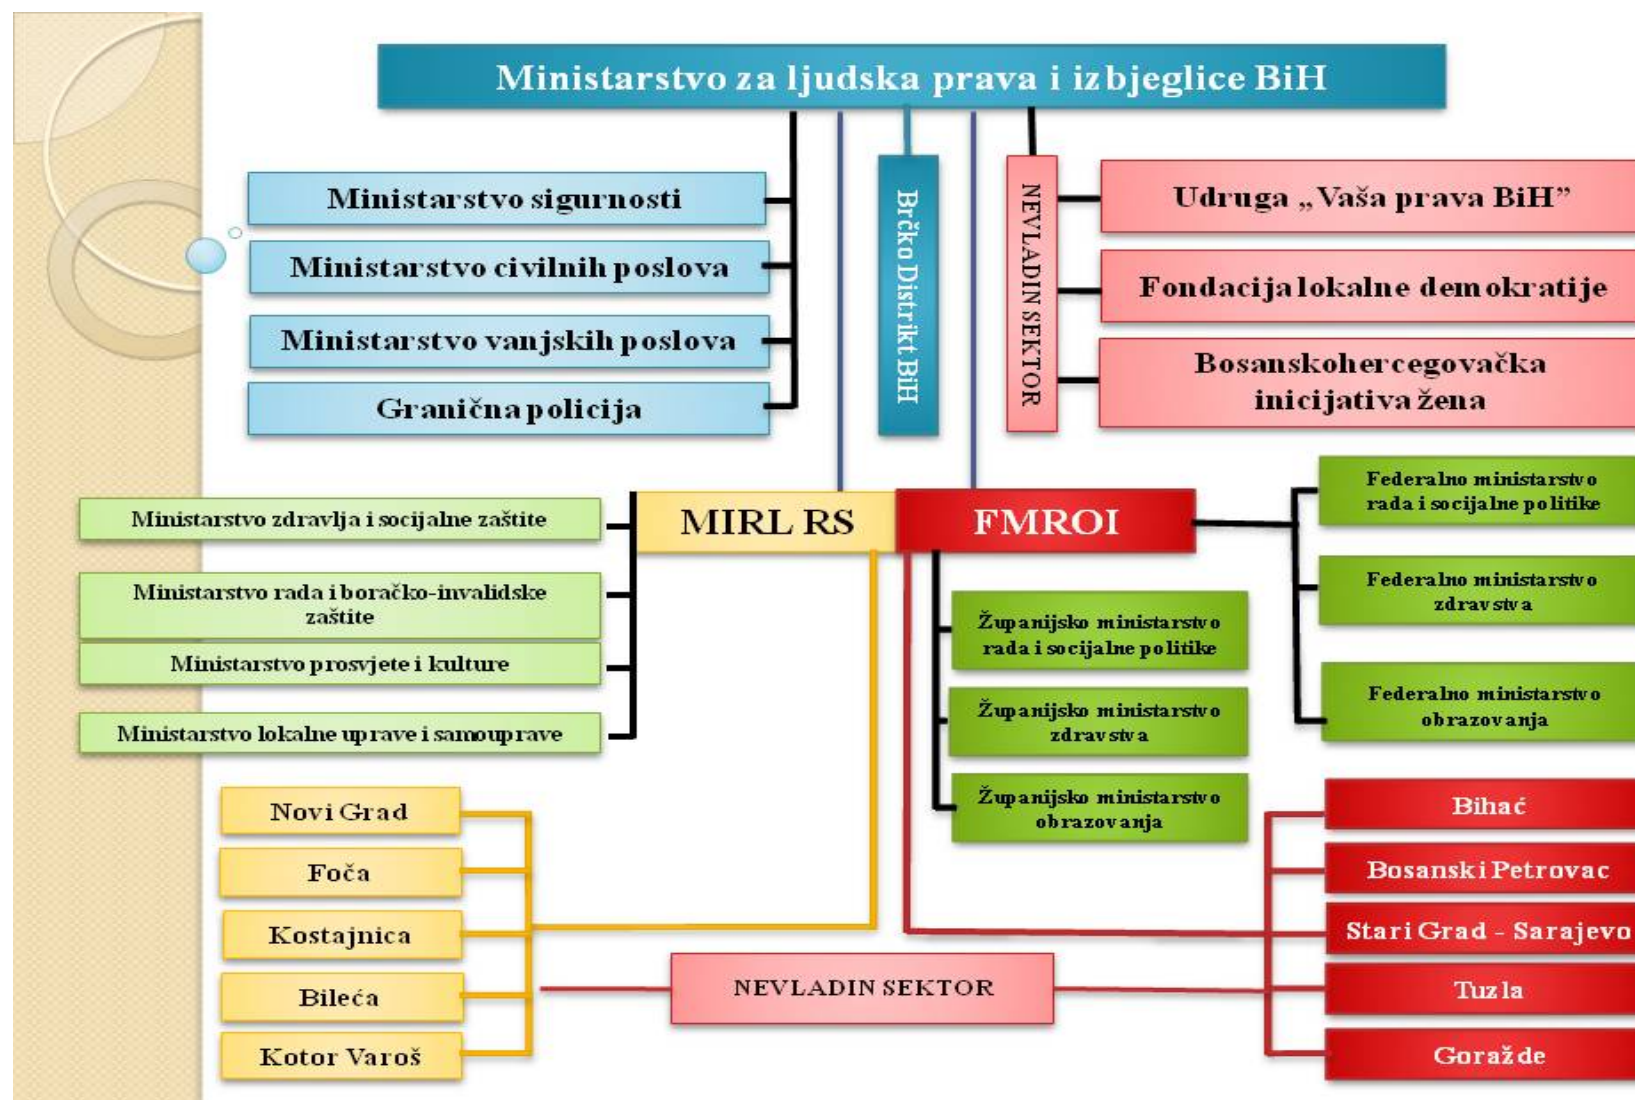 Ministarstvo za ljudska prava i izbjeglice BiH
Ministarstvo sigurnosti
Ministarstvo civilnih poslova
Ministarstvo vanjskih poslova
Granična policija
Brčko Distrikt BiH
NEVLADIN SEKTOR
Udruga „Vaša prava BiH”
Fondacija lokalne demokratije
Bosanskohercegovačka
inicijativa žena
MIRL RS
FMROI
Ministarstvo zdravlja i socijalne zaštite
Ministarstvo rada i boračko-invalidske
zaštite
Ministarstvo prosvjete i kulture
Ministarstvo lokalne uprave i samouprave
Županijsko ministarstvo
rada i socijalne politike
Županijsko ministarstvo
zdravstva
Županijsko ministarstvo
obrazovanja
Federalno ministarstvo
rada i socijalne politike
Federalno ministarstvo
zdravstva
Federalno ministarstvo
obrazovanja
Novi Grad
Foča
Kostajnica
Bileća
Kotor Varoš
NEVLADIN SEKTOR
Bihać
Bosanski Petrovac
Stari Grad - Sarajevo
Tuzla
Goražde